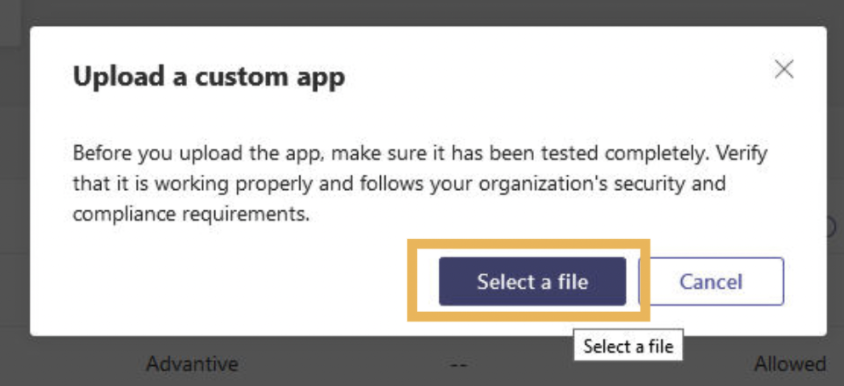 Upload a custom app
Before you upload the app, make sure it has been tested completely. Verify
that it is working properly and follows your organization's security and
compliance requirements.
Select a file Cancel
Select a file
Advantive -- Allowed